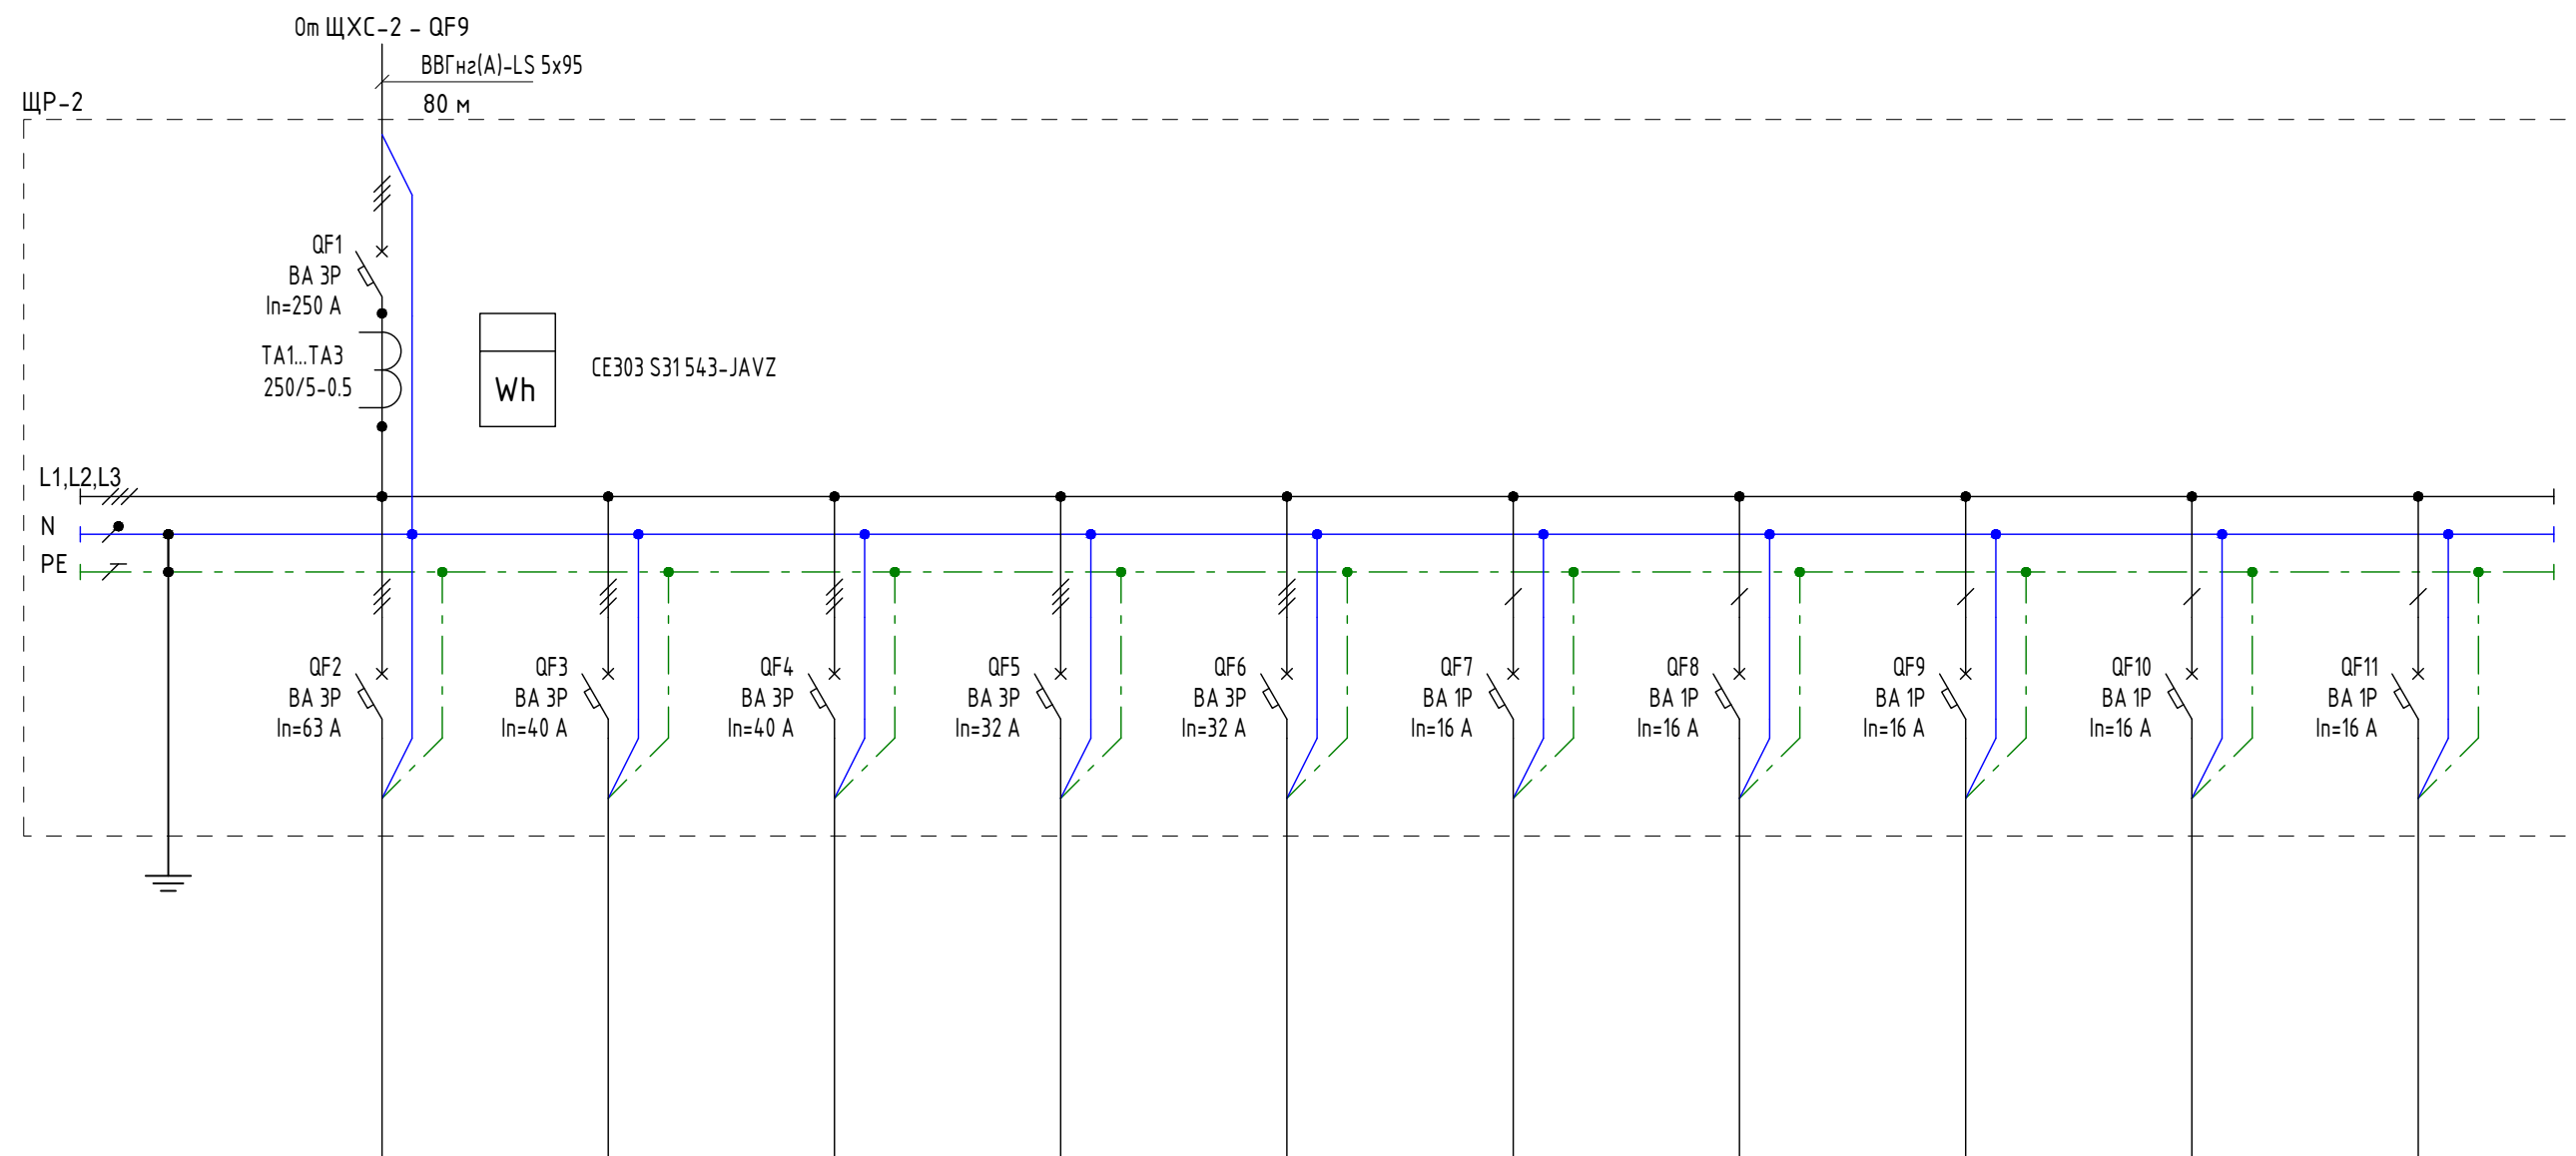 От ЩХС-2 - QF9
ВВГнг(А)-LS 5х95
80 м
ЩР-2
QF1
ВА 3Р
In=250 А
ТА1...ТА3
250/5-0.5
Wh
СЕ303 S31 543-JAVZ
L1,L2,L3
N
PE
QF2
ВА 3Р
In=63 А
QF3
ВА 3Р
In=40 А
QF4
ВА 3Р
In=40 А
QF5
ВА 3Р
In=32 А
QF6
ВА 3Р
In=32 А
QF7
ВА 1Р
In=16 А
QF8
ВА 1Р
In=16 А
QF9
ВА 1Р
In=16 А
QF10
ВА 1Р
In=16 А
QF11
ВА 1Р
In=16 А